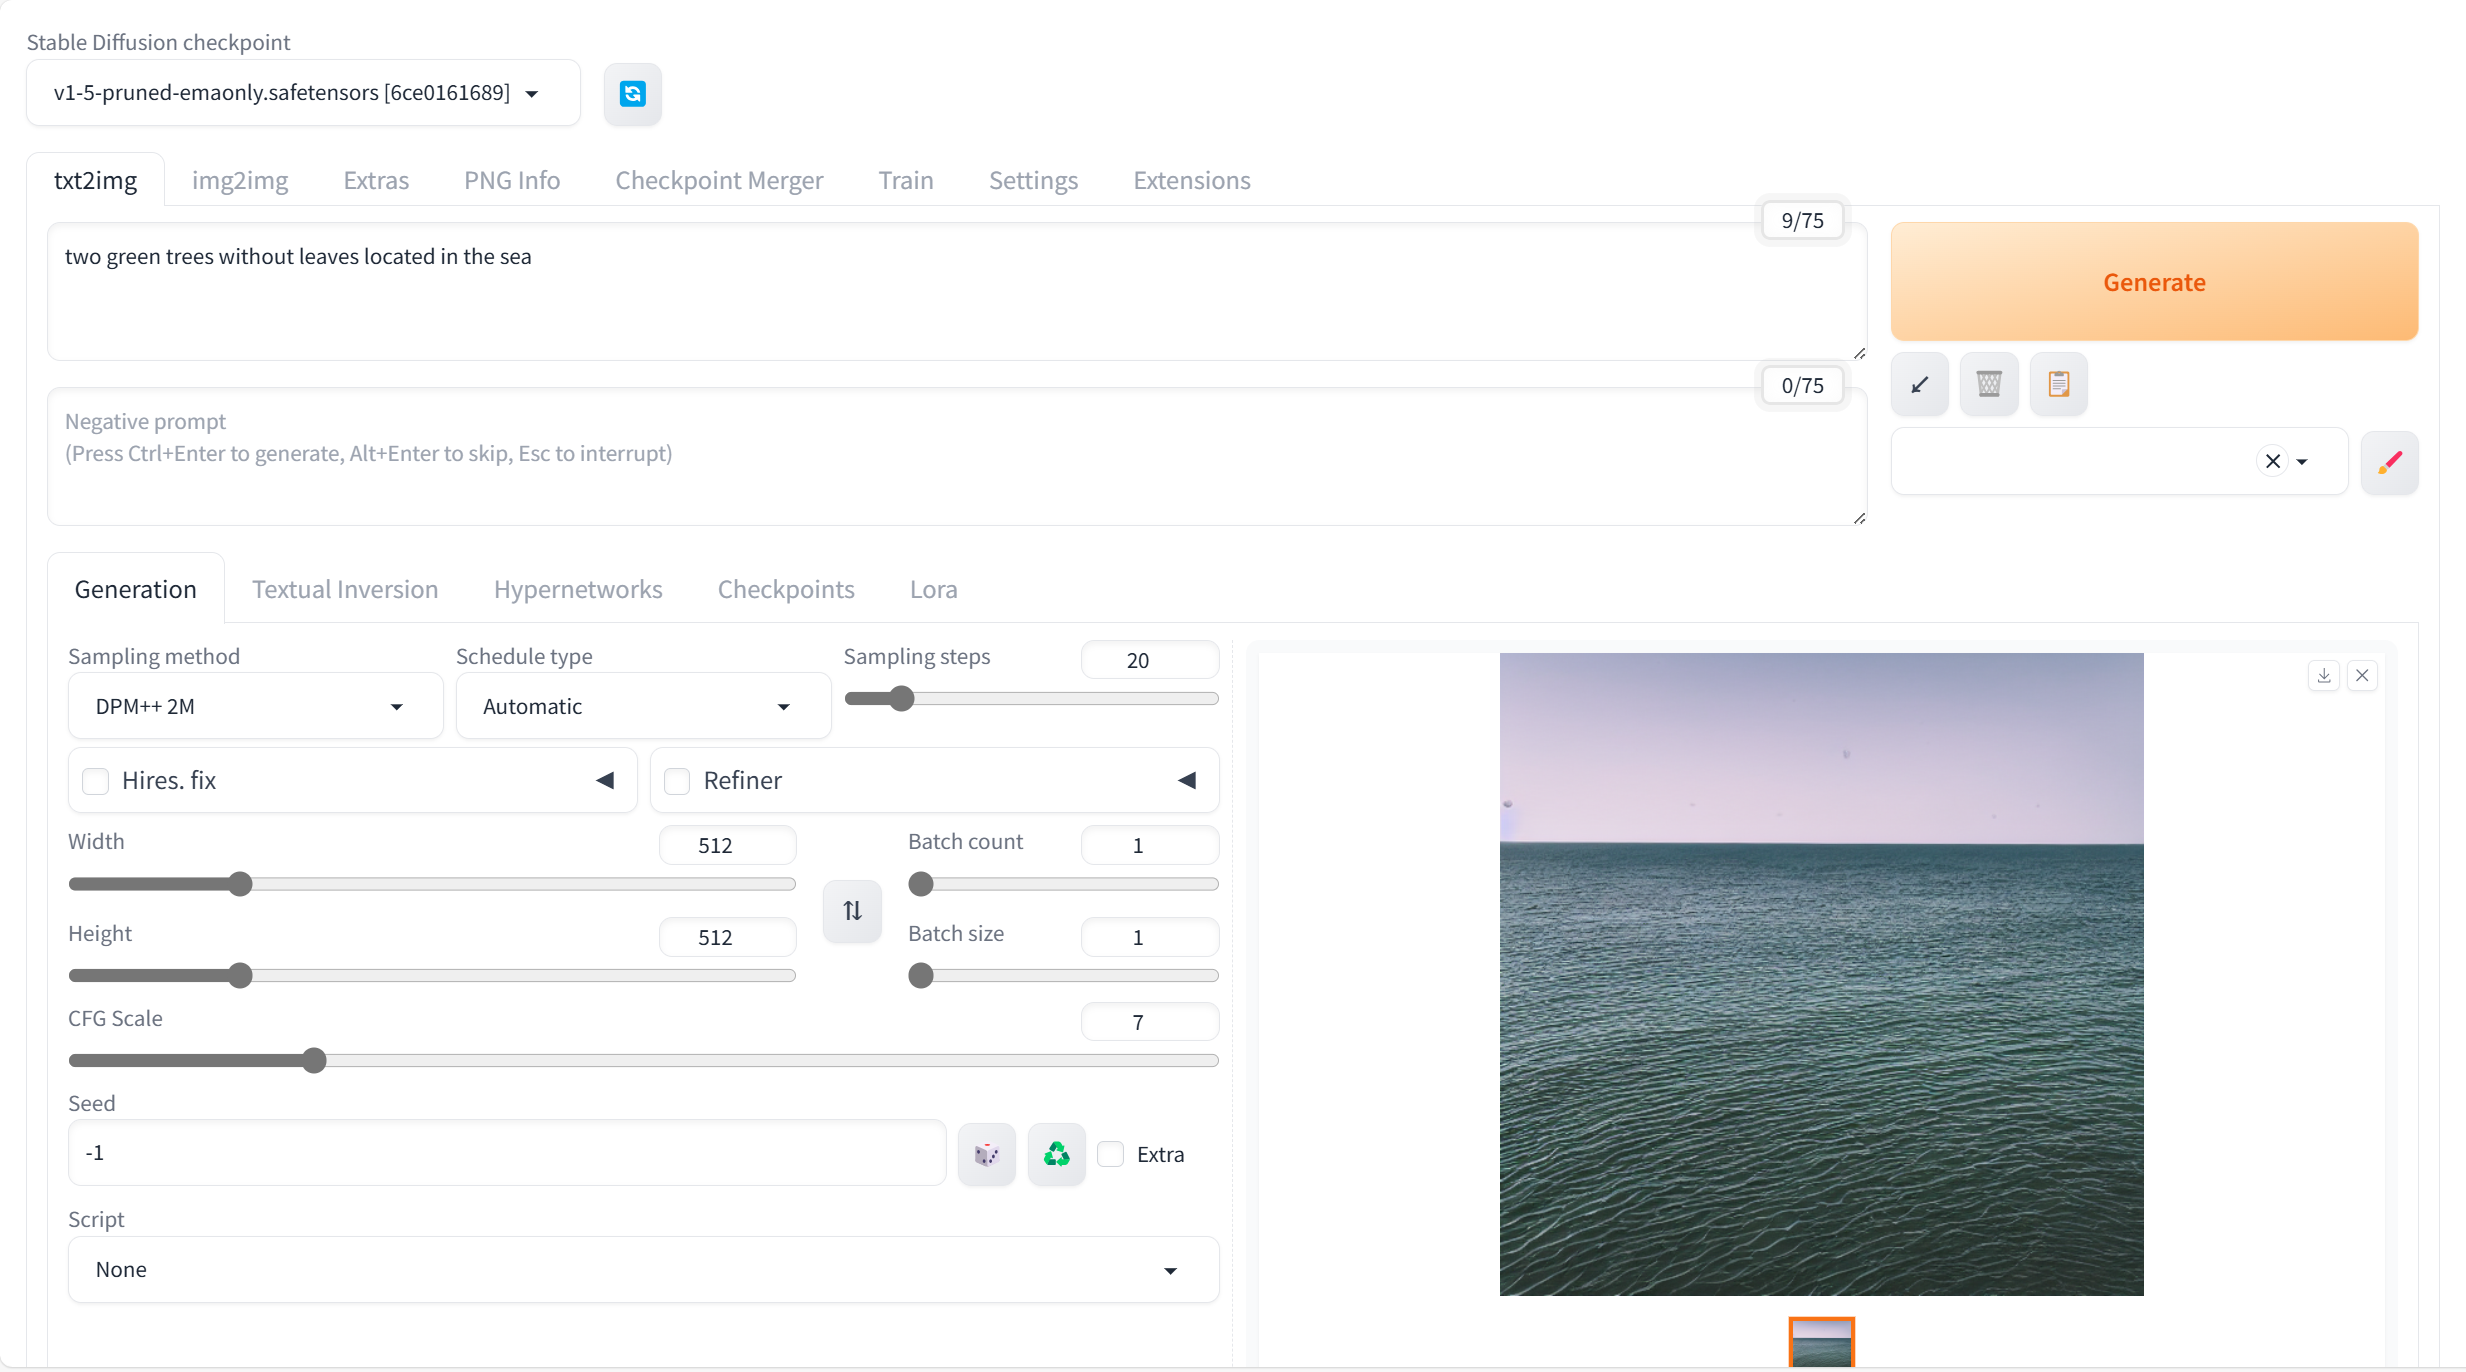 Stable Diffusion checkpoint
v1-5-pruned-emaonly.safetensors [6ce0161689]
txt2img img2img Extras PNG Info Checkpoint Merger Train Settings Extensions
9/75
two green trees without leaves located in the sea
Generate
0/75
Negative prompt
(Press Ctrl+Enter to generate, Alt+Enter to skip, Esc to interrupt)
Generation Textual Inversion Hypernetworks Checkpoints Lora
Sampling method Schedule type Sampling steps 20
DPM++ 2M Automatic
Hires. fix Refiner
Width 512 Batch count 1
Height 512 Batch size 1
CFG Scale 7
Seed
-1 Extra
Script
None